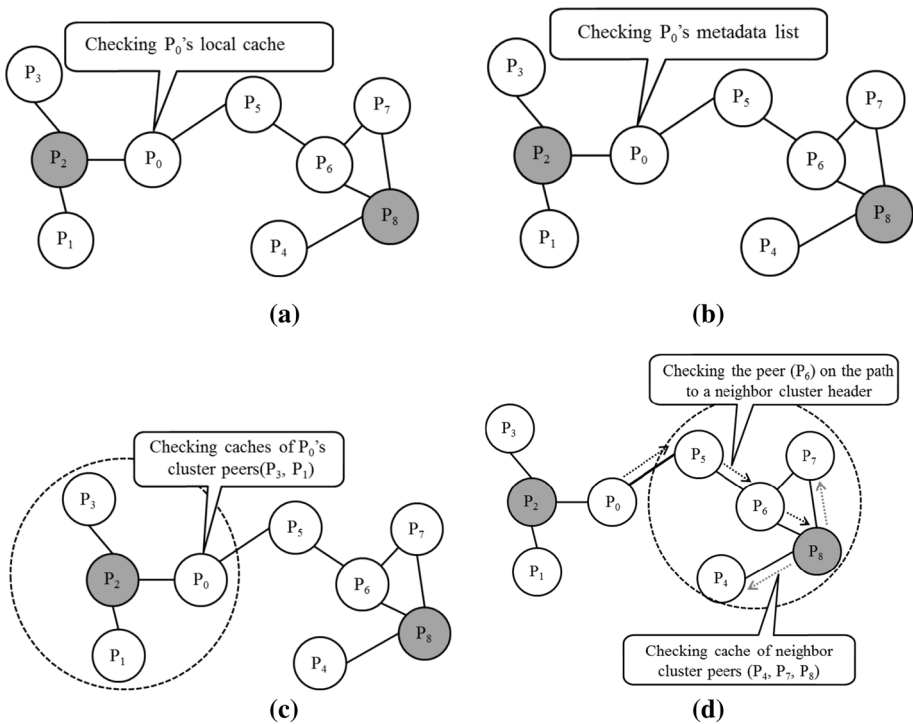 Checking P₀'s local cache
P₃
P₅
P₇
P₂
P₀
P₆
P₈
P₁
P₄
(a)
Checking P₀'s metadata list
P₃
P₅
P₇
P₂
P₀
P₆
P₈
P₁
P₄
(b)
Checking caches of P₀'s
cluster peers(P₃, P₁)
P₃
P₅
P₇
P₂
P₀
P₆
P₈
P₁
P₄
(c)
Checking the peer (P₆) on the path
to a neighbor cluster header
P₃
P₅
P₇
P₂
P₀
P₆
P₈
P₁
P₄
Checking cache of neighbor
cluster peers (P₄, P₇, P₈)
(d)